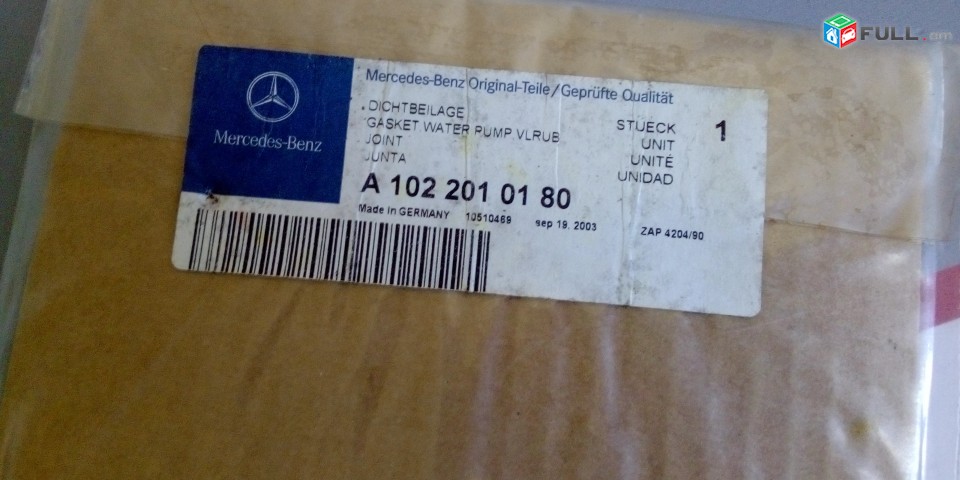 FULL.am
Mercedes-Benz
Mercedes-Benz Original-Teile/Geprüfte Qualität
DICHTBEILAGE
GASKET WATER PUMP.VLRUB
JOINT
JUNTA
STUECK 1
UNIT
UNITÉ
UNIDAD
A 102 201 01 80
Made in GERMANY 10510469 sep 19, 2003 ZAP 4204/90